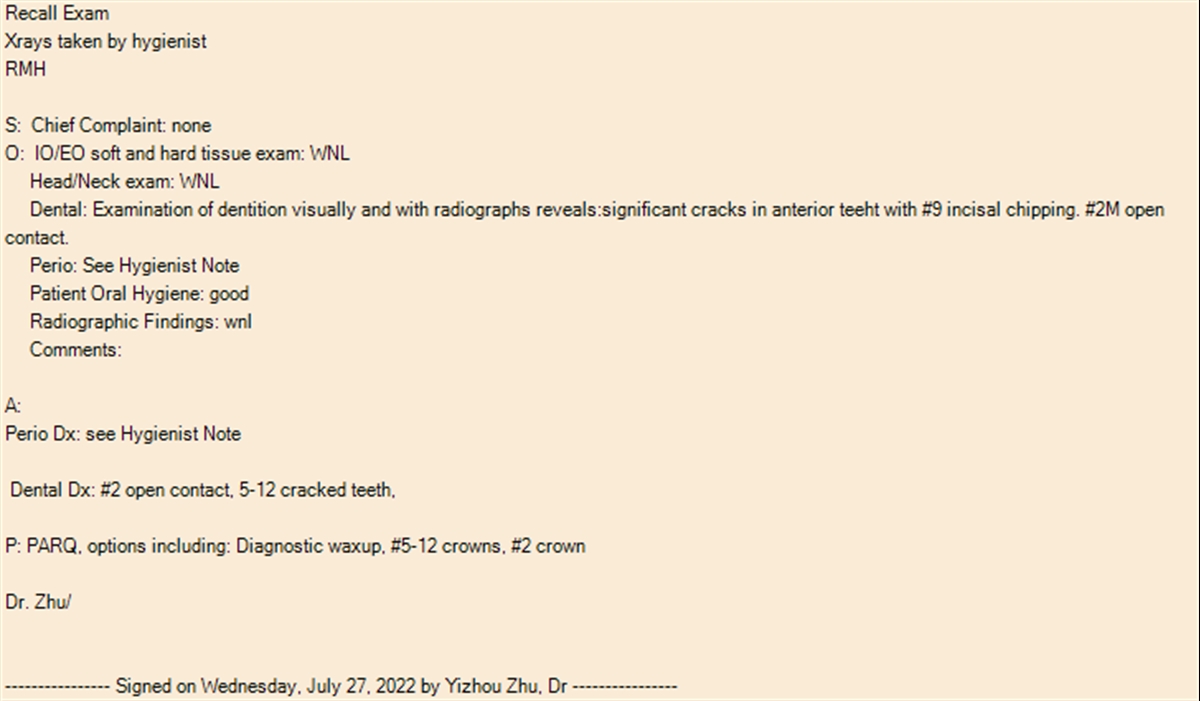 Recall Exam
Xrays taken by hygienist
RMH
S:  Chief Complaint: none
O:  IO/EO soft and hard tissue exam: WNL
Head/Neck exam: WNL
Dental: Examination of dentition visually and with radiographs reveals:significant cracks in anterior teeht with #9 incisal chipping. #2M open
contact.
Perio: See Hygienist Note
Patient Oral Hygiene: good
Radiographic Findings: wnl
Comments:
A:
Perio Dx: see Hygienist Note
Dental Dx: #2 open contact, 5-12 cracked teeth,
P: PARQ, options including: Diagnostic waxup, #5-12 crowns, #2 crown
Dr. Zhu/
---------------- Signed on Wednesday, July 27, 2022 by Yizhou Zhu, Dr ----------------